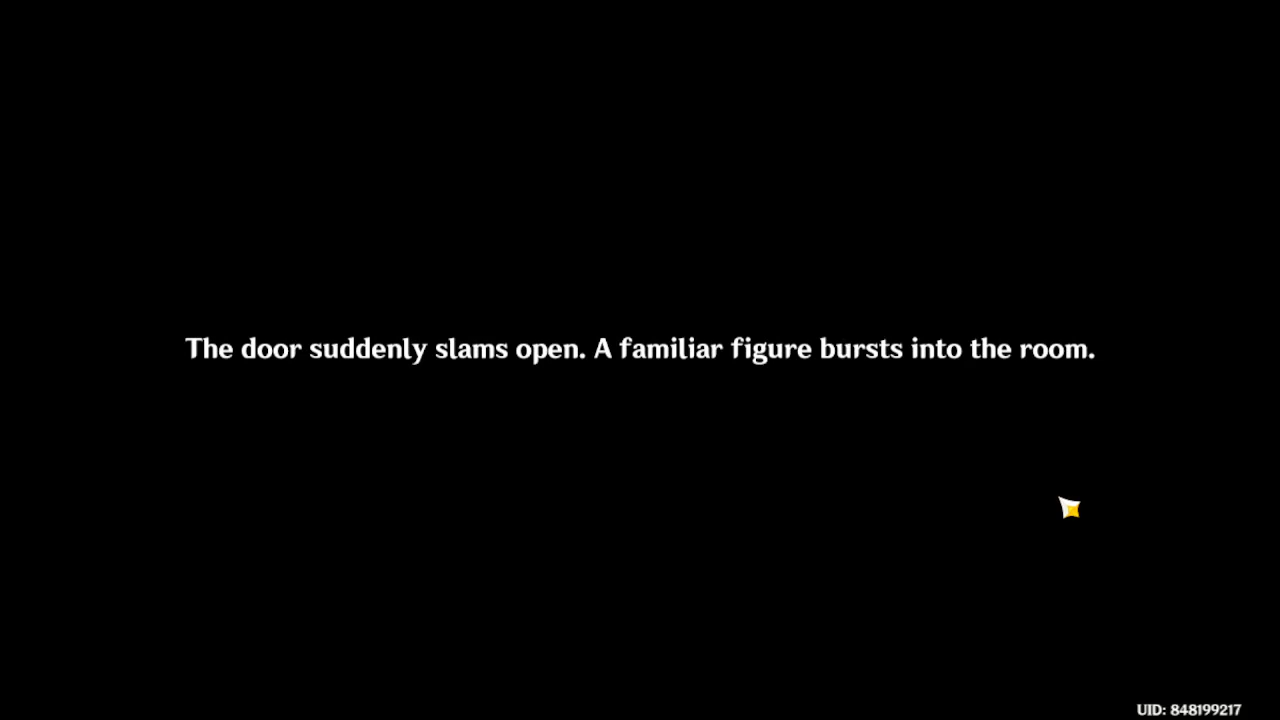 The door suddenly slams open. A familiar figure bursts into the room.
UID: 848199217